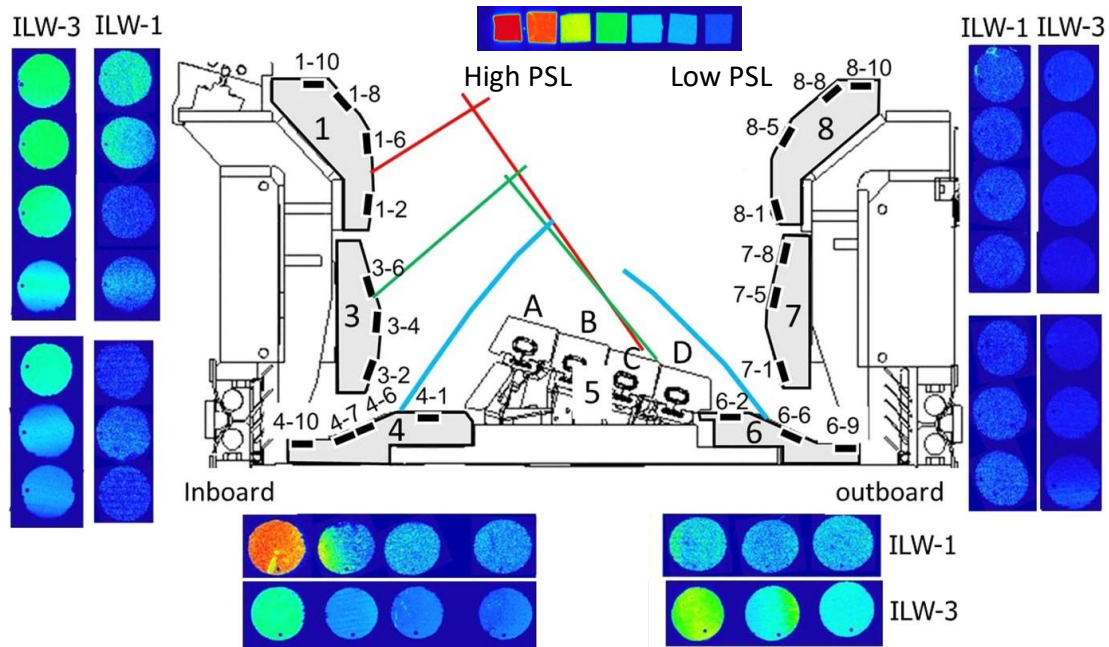 ILW-3 ILW-1
High PSL Low PSL
ILW-1 ILW-3
1-10
1-8
1
1-6
1-2
8-8 8-10
8-5 8
8-1
3-6
3
3-4
3-2
7-8
7-5 7
7-1
A
B
C
D
5
4-10 4-7 4-6 4-1
4
6-2
6-6
6-9
6
Inboard
outboard
ILW-1
ILW-3